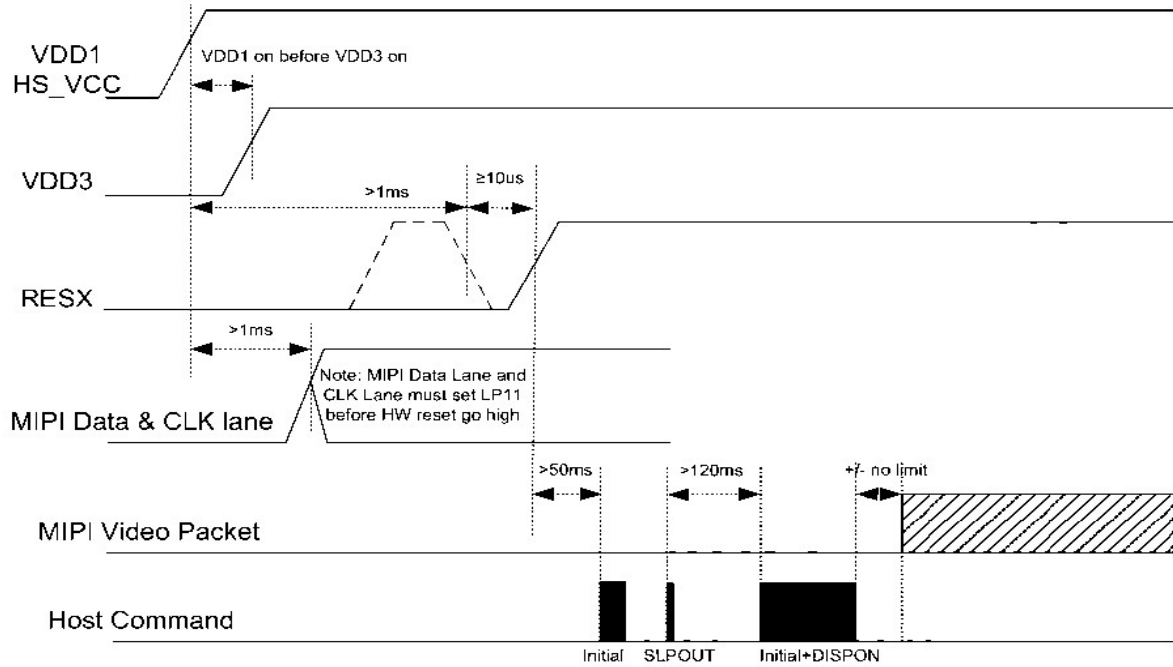 VDD1
HS_VCC
VDD1 on before VDD3 on
VDD3
>1ms
≥10us
RESX
>1ms
Note: MIPI Data Lane and
CLK Lane must set LP11
before HW reset go high
MIPI Data & CLK lane
>50ms
>120ms
+/- no limit
MIPI Video Packet
Host Command
Initial
SLPOUT
Initial+DISPON